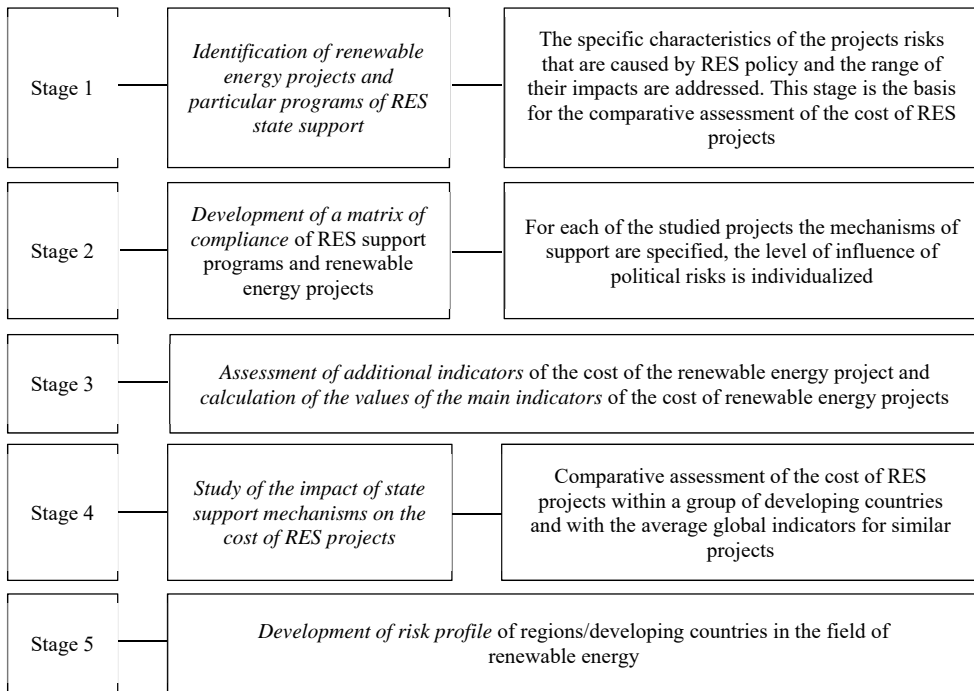 Stage 1
Identification of renewable
energy projects and
particular programs of RES
state support
The specific characteristics of the projects risks
that are caused by RES policy and the range of
their impacts are addressed. This stage is the basis
for the comparative assessment of the cost of RES
projects
Stage 2
Development of a matrix of
compliance of RES support
programs and renewable
energy projects
For each of the studied projects the mechanisms of
support are specified, the level of influence of
political risks is individualized
Stage 3
Assessment of additional indicators of the cost of the renewable energy project and
calculation of the values of the main indicators of the cost of renewable energy projects
Stage 4
Study of the impact of state
support mechanisms on the
cost of RES projects
Comparative assessment of the cost of RES
projects within a group of developing countries
and with the average global indicators for similar
projects
Stage 5
Development of risk profile of regions/developing countries in the field of
renewable energy